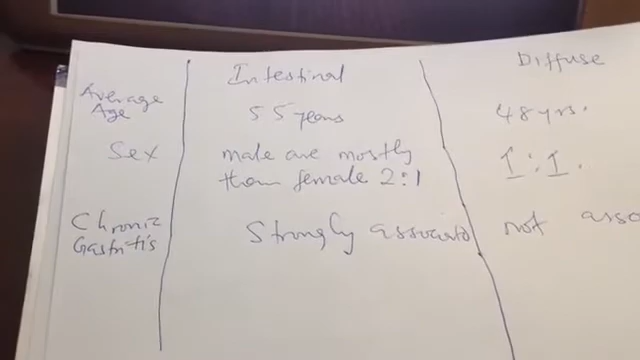 Intestinal Diffuse
Average Age 55 years 48yrs.
Sex male are mostly than female 2:1 1:1.
Chronic Gastritis Strongly associatd not asso